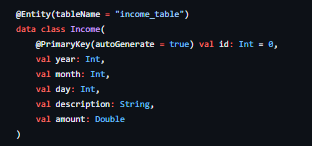 @Entity(tableName = "income_table")
data class Income(
    @PrimaryKey(autoGenerate = true) val id: Int = 0,
    val year: Int,
    val month: Int,
    val day: Int,
    val description: String,
    val amount: Double
)